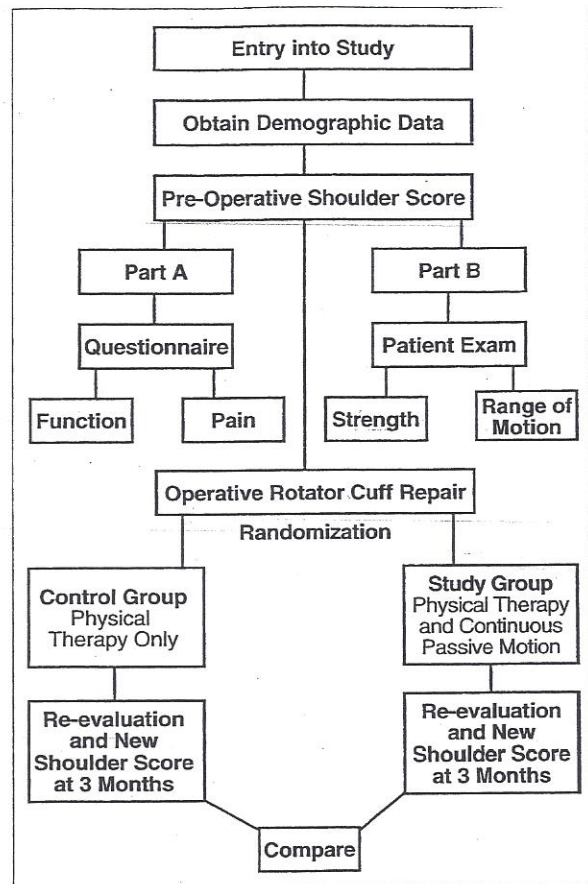 Entry into Study
Obtain Demographic Data
Pre-Operative Shoulder Score
Part A
Part B
Questionnaire
Patient Exam
Function
Pain
Strength
Range of
Motion
Operative Rotator Cuff Repair
Randomization
Control Group
Physical
Therapy Only
Study Group
Physical Therapy
and Continuous
Passive Motion
Re-evaluation
and New
Shoulder Score
at 3 Months
Re-evaluation
and New
Shoulder Score
at 3 Months
Compare